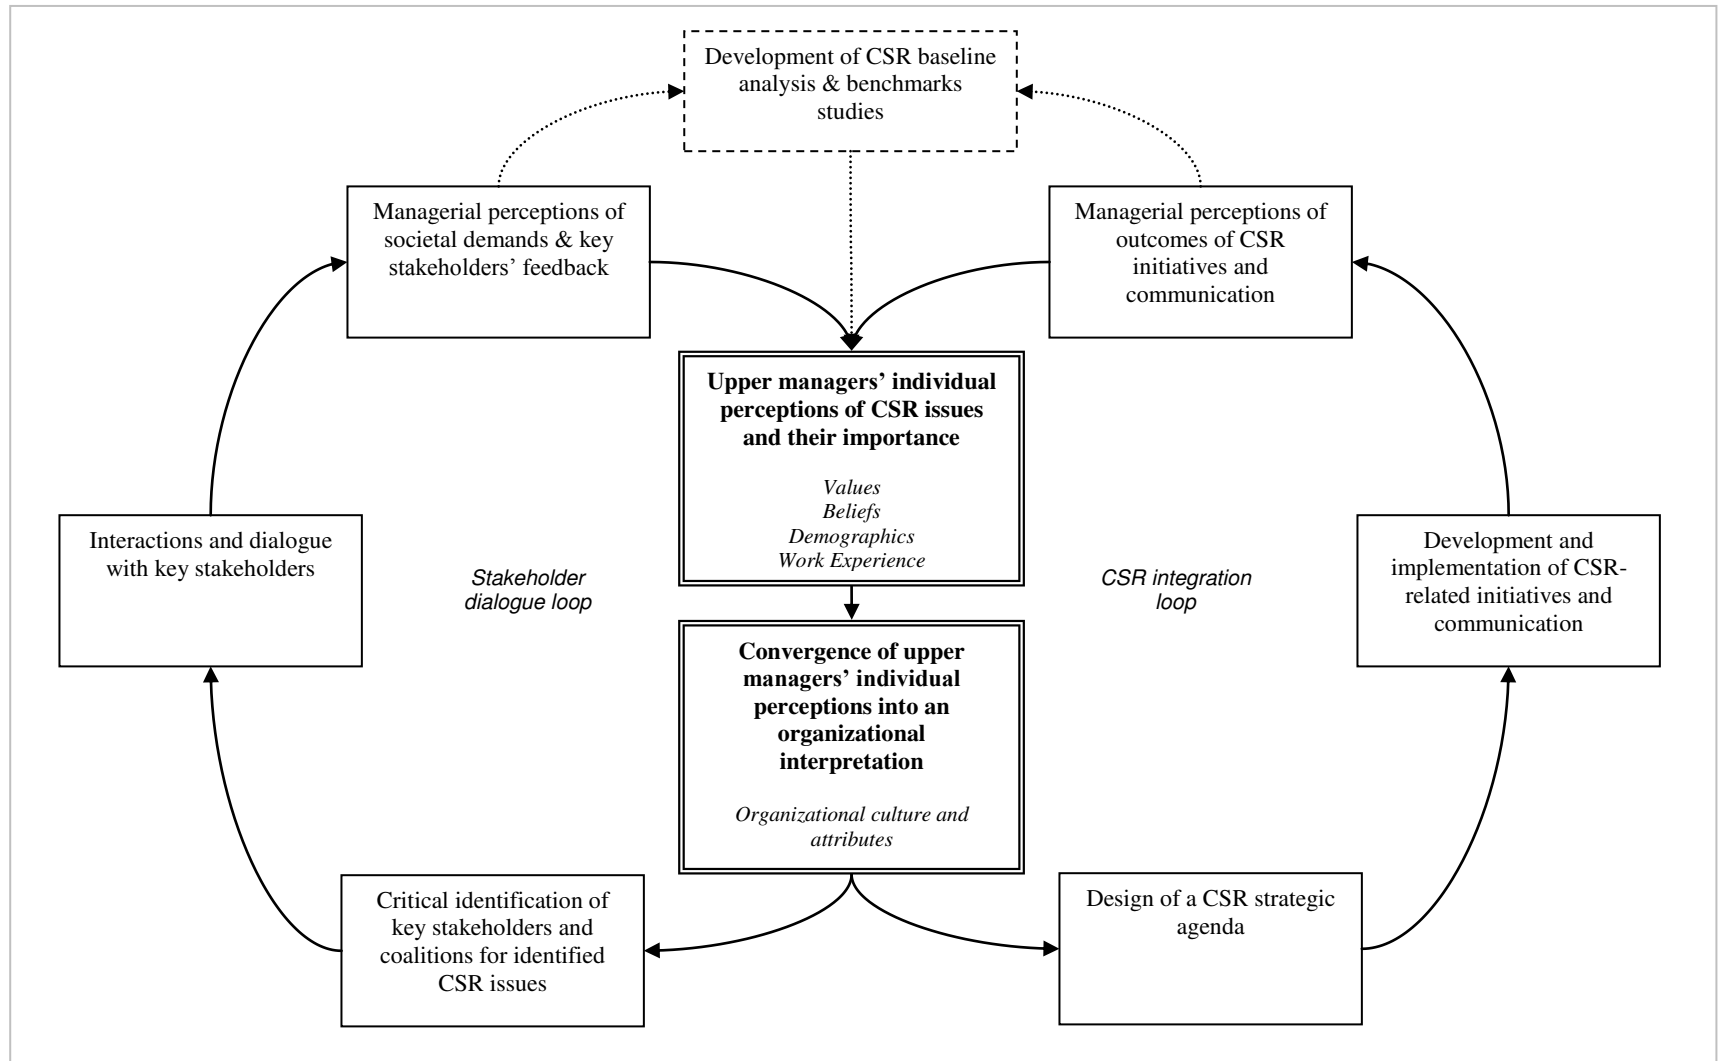 Development of CSR baseline
analysis & benchmarks
studies
Managerial perceptions of
societal demands & key
stakeholders’ feedback
Managerial perceptions of
outcomes of CSR
initiatives and
communication
Upper managers’ individual
perceptions of CSR issues
and their importance
Values
Beliefs
Demographics
Work Experience
Interactions and dialogue
with key stakeholders
Stakeholder
dialogue loop
CSR integration
loop
Development and
implementation of CSR-
related initiatives and
communication
Convergence of upper
managers’ individual
perceptions into an
organizational
interpretation
Organizational culture and
attributes
Critical identification of
key stakeholders and
coalitions for identified
CSR issues
Design of a CSR strategic
agenda